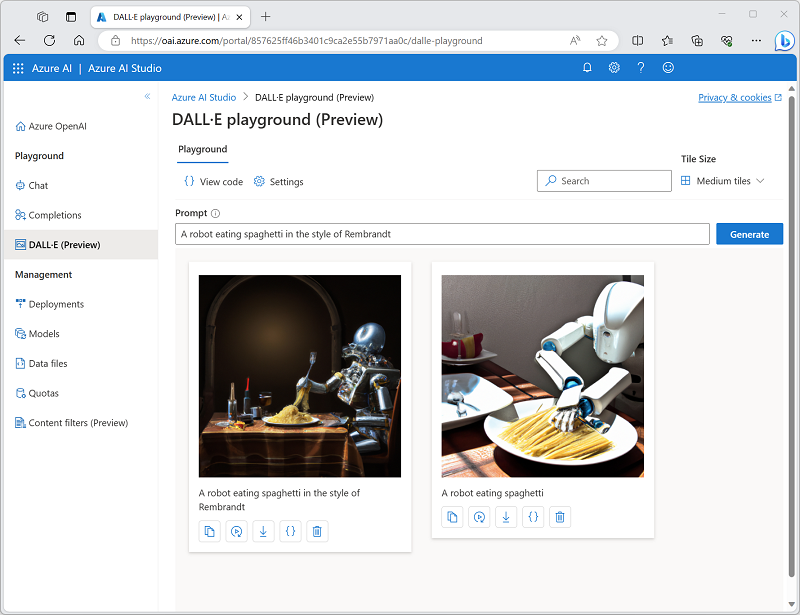 DALL·E playground (Preview) | Az
https://oai.azure.com/portal/857625ff46b3401c9ca2e55b7971aa0c/dalle-playground
Azure AI | Azure AI Studio
Azure AI Studio > DALL·E playground (Preview)
Privacy & cookies
DALL·E playground (Preview)
Azure OpenAI
Playground
Chat
Completions
DALL·E (Preview)
Management
Deployments
Models
Data files
Quotas
Content filters (Preview)
Playground
View code
Settings
Search
Tile Size
Medium tiles
Prompt
A robot eating spaghetti in the style of Rembrandt
Generate
A robot eating spaghetti in the style of
Rembrandt
A robot eating spaghetti